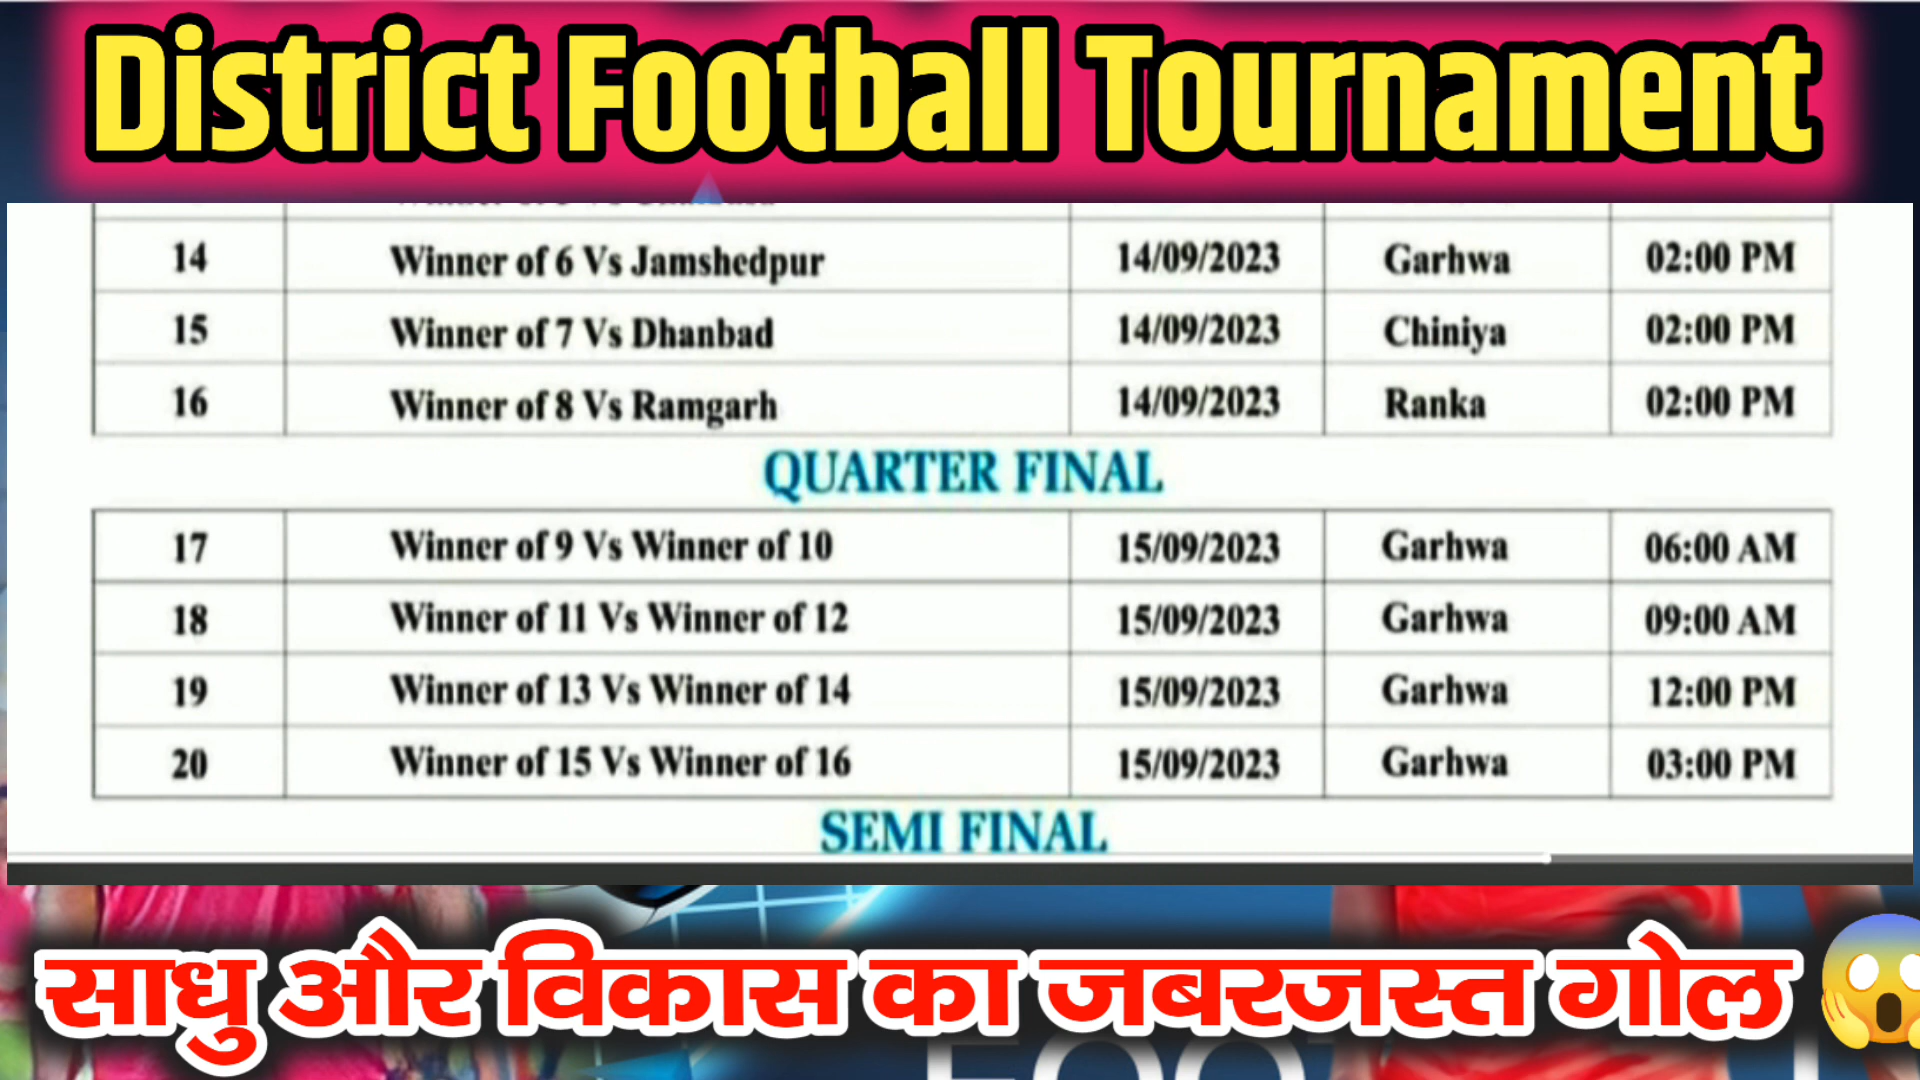 District Football Tournament
14 Winner of 6 Vs Jamshedpur 14/09/2023 Garhwa 02:00 PM
15 Winner of 7 Vs Dhanbad 14/09/2023 Chiniya 02:00 PM
16 Winner of 8 Vs Ramgarh 14/09/2023 Ranka 02:00 PM
QUARTER FINAL
17 Winner of 9 Vs Winner of 10 15/09/2023 Garhwa 06:00 AM
18 Winner of 11 Vs Winner of 12 15/09/2023 Garhwa 09:00 AM
19 Winner of 13 Vs Winner of 14 15/09/2023 Garhwa 12:00 PM
20 Winner of 15 Vs Winner of 16 15/09/2023 Garhwa 03:00 PM
SEMI FINAL
साधु और विकास का जबरजस्त गोल 😱